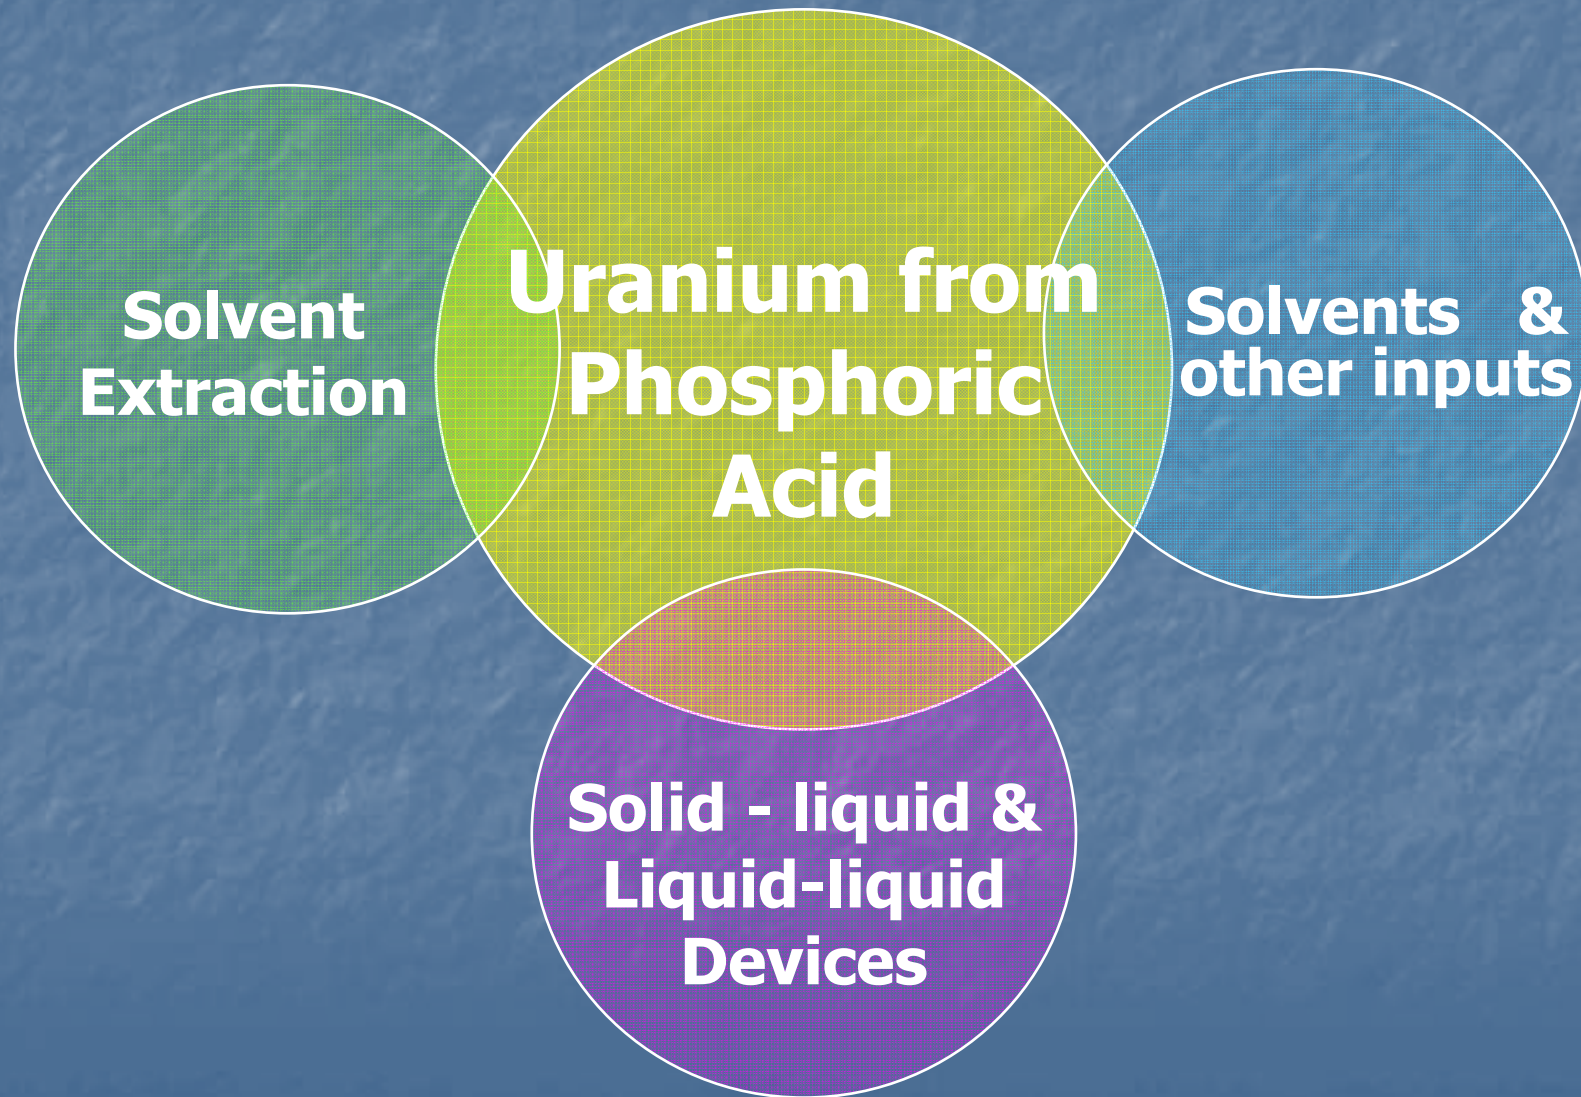 Solvent
Extraction
Uranium from
Phosphoric
Acid
Solvents &
other inputs
Solid - liquid &
Liquid-liquid
Devices